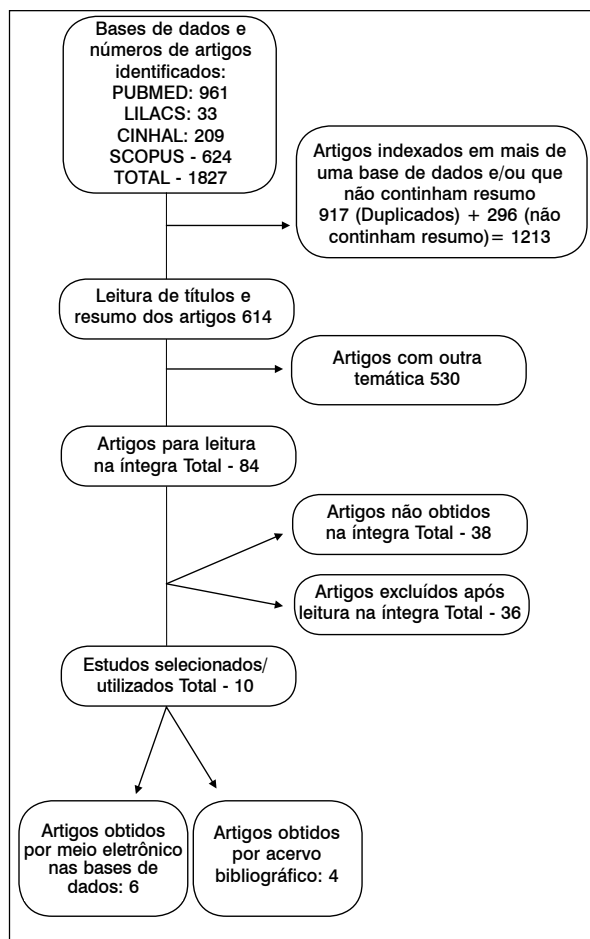 Bases de dados e
números de artigos
identificados:
PUBMED: 961
LILACS: 33
CINHAL: 209
SCOPUS - 624
TOTAL - 1827
Artigos indexados em mais de
uma base de dados e/ou que
não continham resumo
917 (Duplicados) + 296 (não
continham resumo)= 1213
Leitura de títulos e
resumo dos artigos 614
Artigos com outra
temática 530
Artigos para leitura
na íntegra Total - 84
Artigos não obtidos
na íntegra Total - 38
Artigos excluídos após
leitura na íntegra Total - 36
Estudos selecionados/
utilizados Total - 10
Artigos obtidos
por meio eletrônico
nas bases de
dados: 6
Artigos obtidos
por acervo
bibliográfico: 4